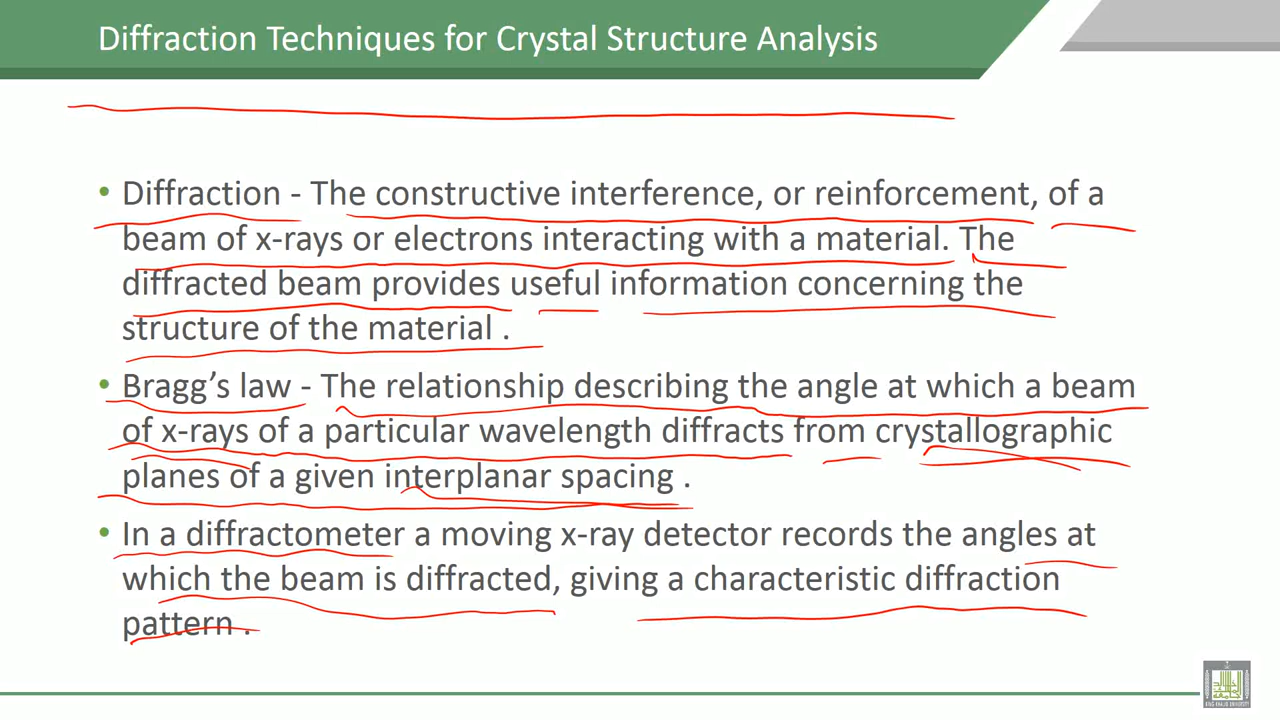 Diffraction Techniques for Crystal Structure Analysis
• Diffraction - The constructive interference, or reinforcement, of a
beam of x-rays or electrons interacting with a material. The
diffracted beam provides useful information concerning the
structure of the material .
• Bragg’s law - The relationship describing the angle at which a beam
of x-rays of a particular wavelength diffracts from crystallographic
planes of a given interplanar spacing .
• In a diffractometer a moving x-ray detector records the angles at
which the beam is diffracted, giving a characteristic diffraction
pattern .
KING KHALID UNIVERSITY